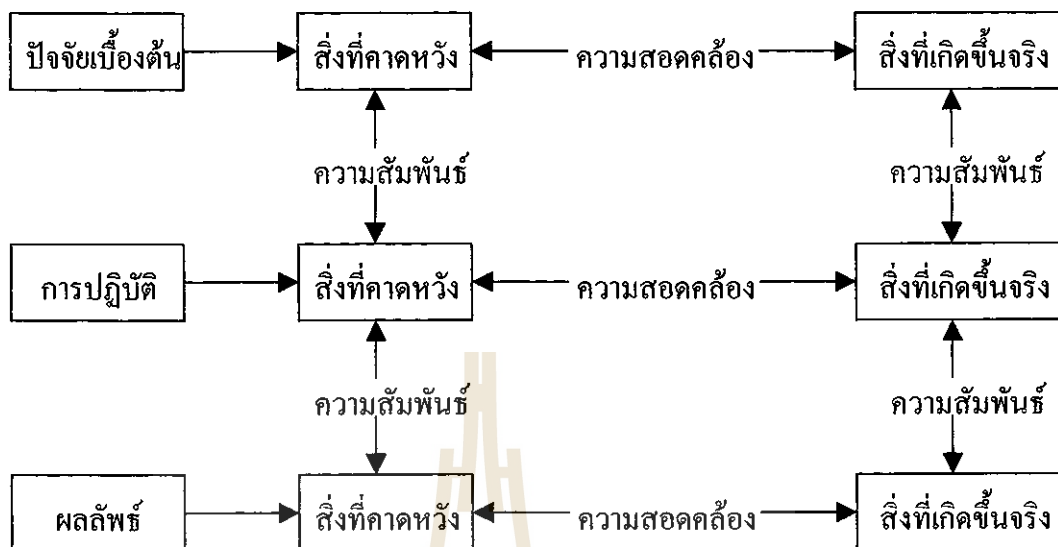 ปัจจัยเบื้องต้น สิ่งที่คาดหวัง ความสอดคล้อง สิ่งที่เกิดขึ้นจริง
ความสัมพันธ์ ความสัมพันธ์
การปฏิบัติ สิ่งที่คาดหวัง ความสอดคล้อง สิ่งที่เกิดขึ้นจริง
ความสัมพันธ์ ความสัมพันธ์
ผลลัพธ์ สิ่งที่คาดหวัง ความสอดคล้อง สิ่งที่เกิดขึ้นจริง